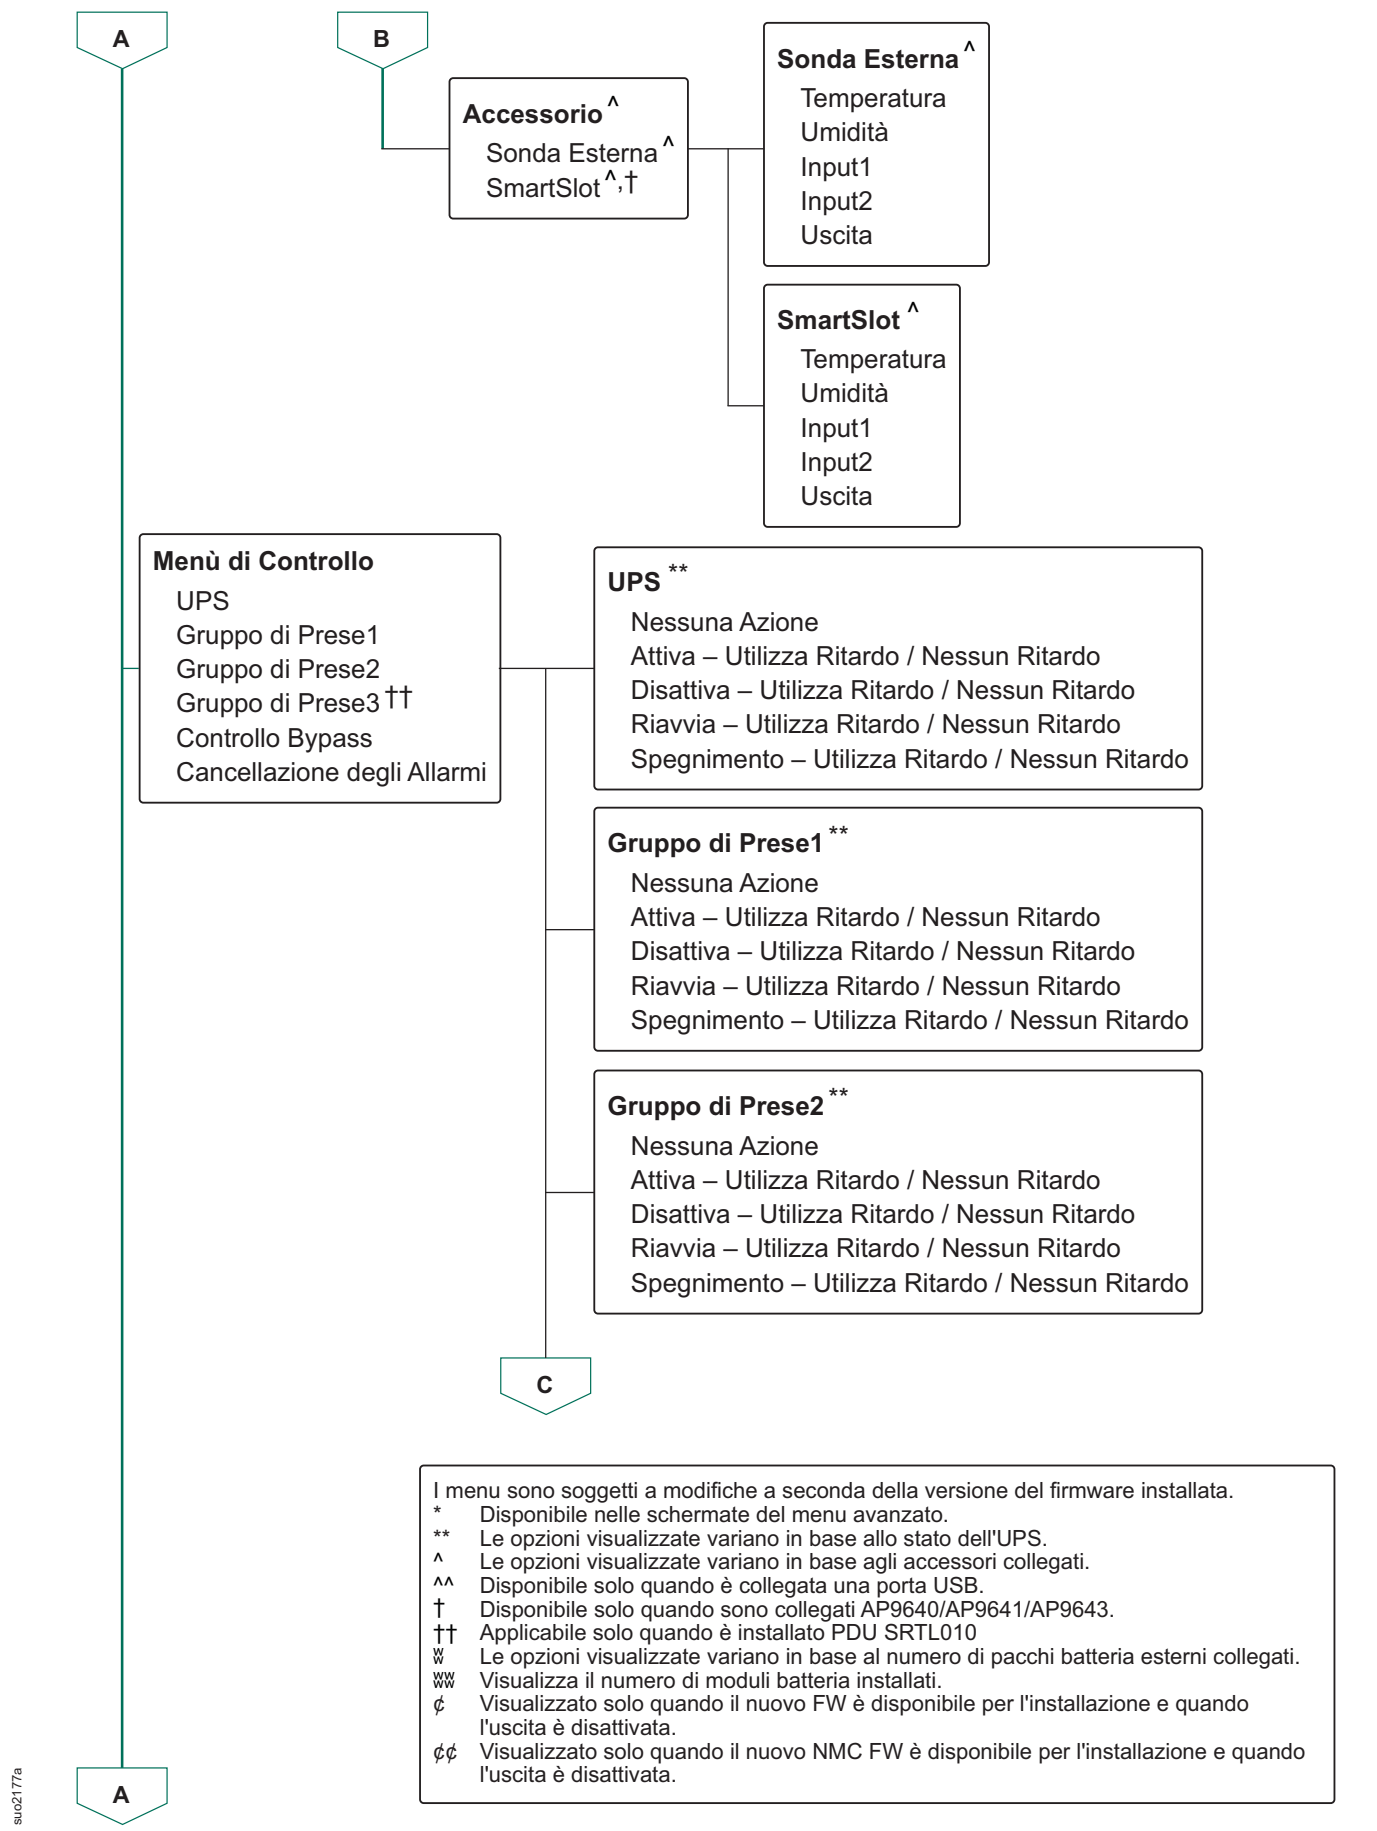 A
B
Accessorio ^
Sonda Esterna ^
SmartSlot ^,†
Sonda Esterna ^
Temperatura
Umidità
Input1
Input2
Uscita
SmartSlot ^
Temperatura
Umidità
Input1
Input2
Uscita
Menù di Controllo
UPS
Gruppo di Prese1
Gruppo di Prese2
Gruppo di Prese3 ††
Controllo Bypass
Cancellazione degli Allarmi
UPS **
Nessuna Azione
Attiva – Utilizza Ritardo / Nessun Ritardo
Disattiva – Utilizza Ritardo / Nessun Ritardo
Riavvia – Utilizza Ritardo / Nessun Ritardo
Spegnimento – Utilizza Ritardo / Nessun Ritardo
Gruppo di Prese1 **
Nessuna Azione
Attiva – Utilizza Ritardo / Nessun Ritardo
Disattiva – Utilizza Ritardo / Nessun Ritardo
Riavvia – Utilizza Ritardo / Nessun Ritardo
Spegnimento – Utilizza Ritardo / Nessun Ritardo
Gruppo di Prese2 **
Nessuna Azione
Attiva – Utilizza Ritardo / Nessun Ritardo
Disattiva – Utilizza Ritardo / Nessun Ritardo
Riavvia – Utilizza Ritardo / Nessun Ritardo
Spegnimento – Utilizza Ritardo / Nessun Ritardo
C
I menu sono soggetti a modifiche a seconda della versione del firmware installata.
* Disponibile nelle schermate del menu avanzato.
** Le opzioni visualizzate variano in base allo stato dell'UPS.
^ Le opzioni visualizzate variano in base agli accessori collegati.
^^ Disponibile solo quando è collegata una porta USB.
† Disponibile solo quando sono collegati AP9640/AP9641/AP9643.
†† Applicabile solo quando è installato PDU SRTL010
ʬ Le opzioni visualizzate variano in base al numero di pacchi batteria esterni collegati.
ʬʬ Visualizza il numero di moduli batteria installati.
¢ Visualizzato solo quando il nuovo FW è disponibile per l'installazione e quando
l'uscita è disattivata.
¢¢ Visualizzato solo quando il nuovo NMC FW è disponibile per l'installazione e quando
l'uscita è disattivata.
A
suo2177a